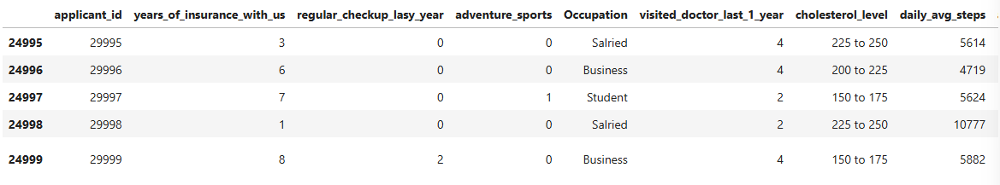 applicant_id years_of_insurance_with_us regular_checkup_lasy_year adventure_sports Occupation visited_doctor_last_1_year cholesterol_level daily_avg_steps
24995 29995 3 0 0 Salried 4 225 to 250 5614
24996 29996 6 0 0 Business 4 200 to 225 4719
24997 29997 7 0 1 Student 2 150 to 175 5624
24998 29998 1 0 0 Salried 2 225 to 250 10777
24999 29999 8 2 0 Business 4 150 to 175 5882